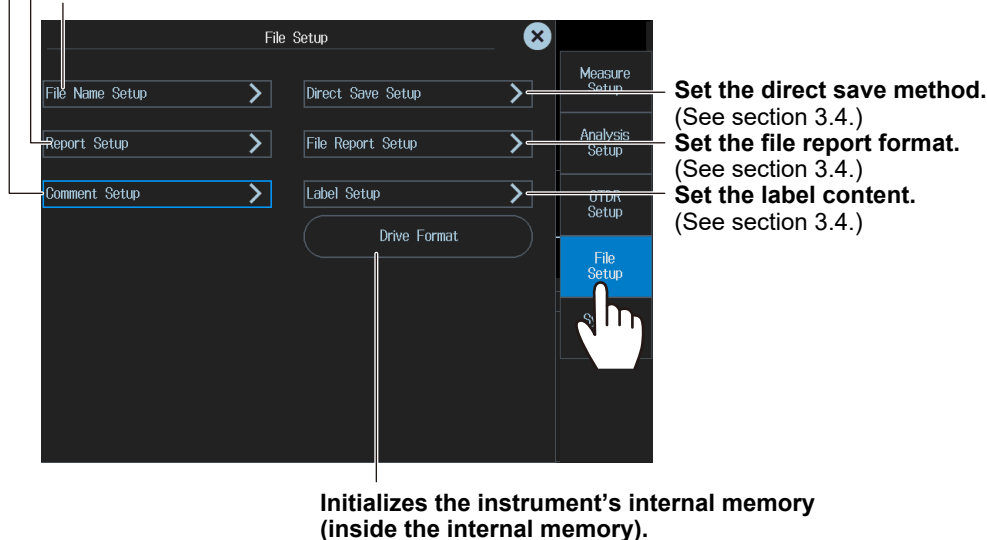 File Setup
File Name Setup
Direct Save Setup
Report Setup
File Report Setup
Comment Setup
Label Setup
Drive Format
Measure
Setup
Analysis
Setup
OTDR
Setup
File
Setup
Set the direct save method.
(See section 3.4.)
Set the file report format.
(See section 3.4.)
Set the label content.
(See section 3.4.)
Initializes the instrument's internal memory
(inside the internal memory).